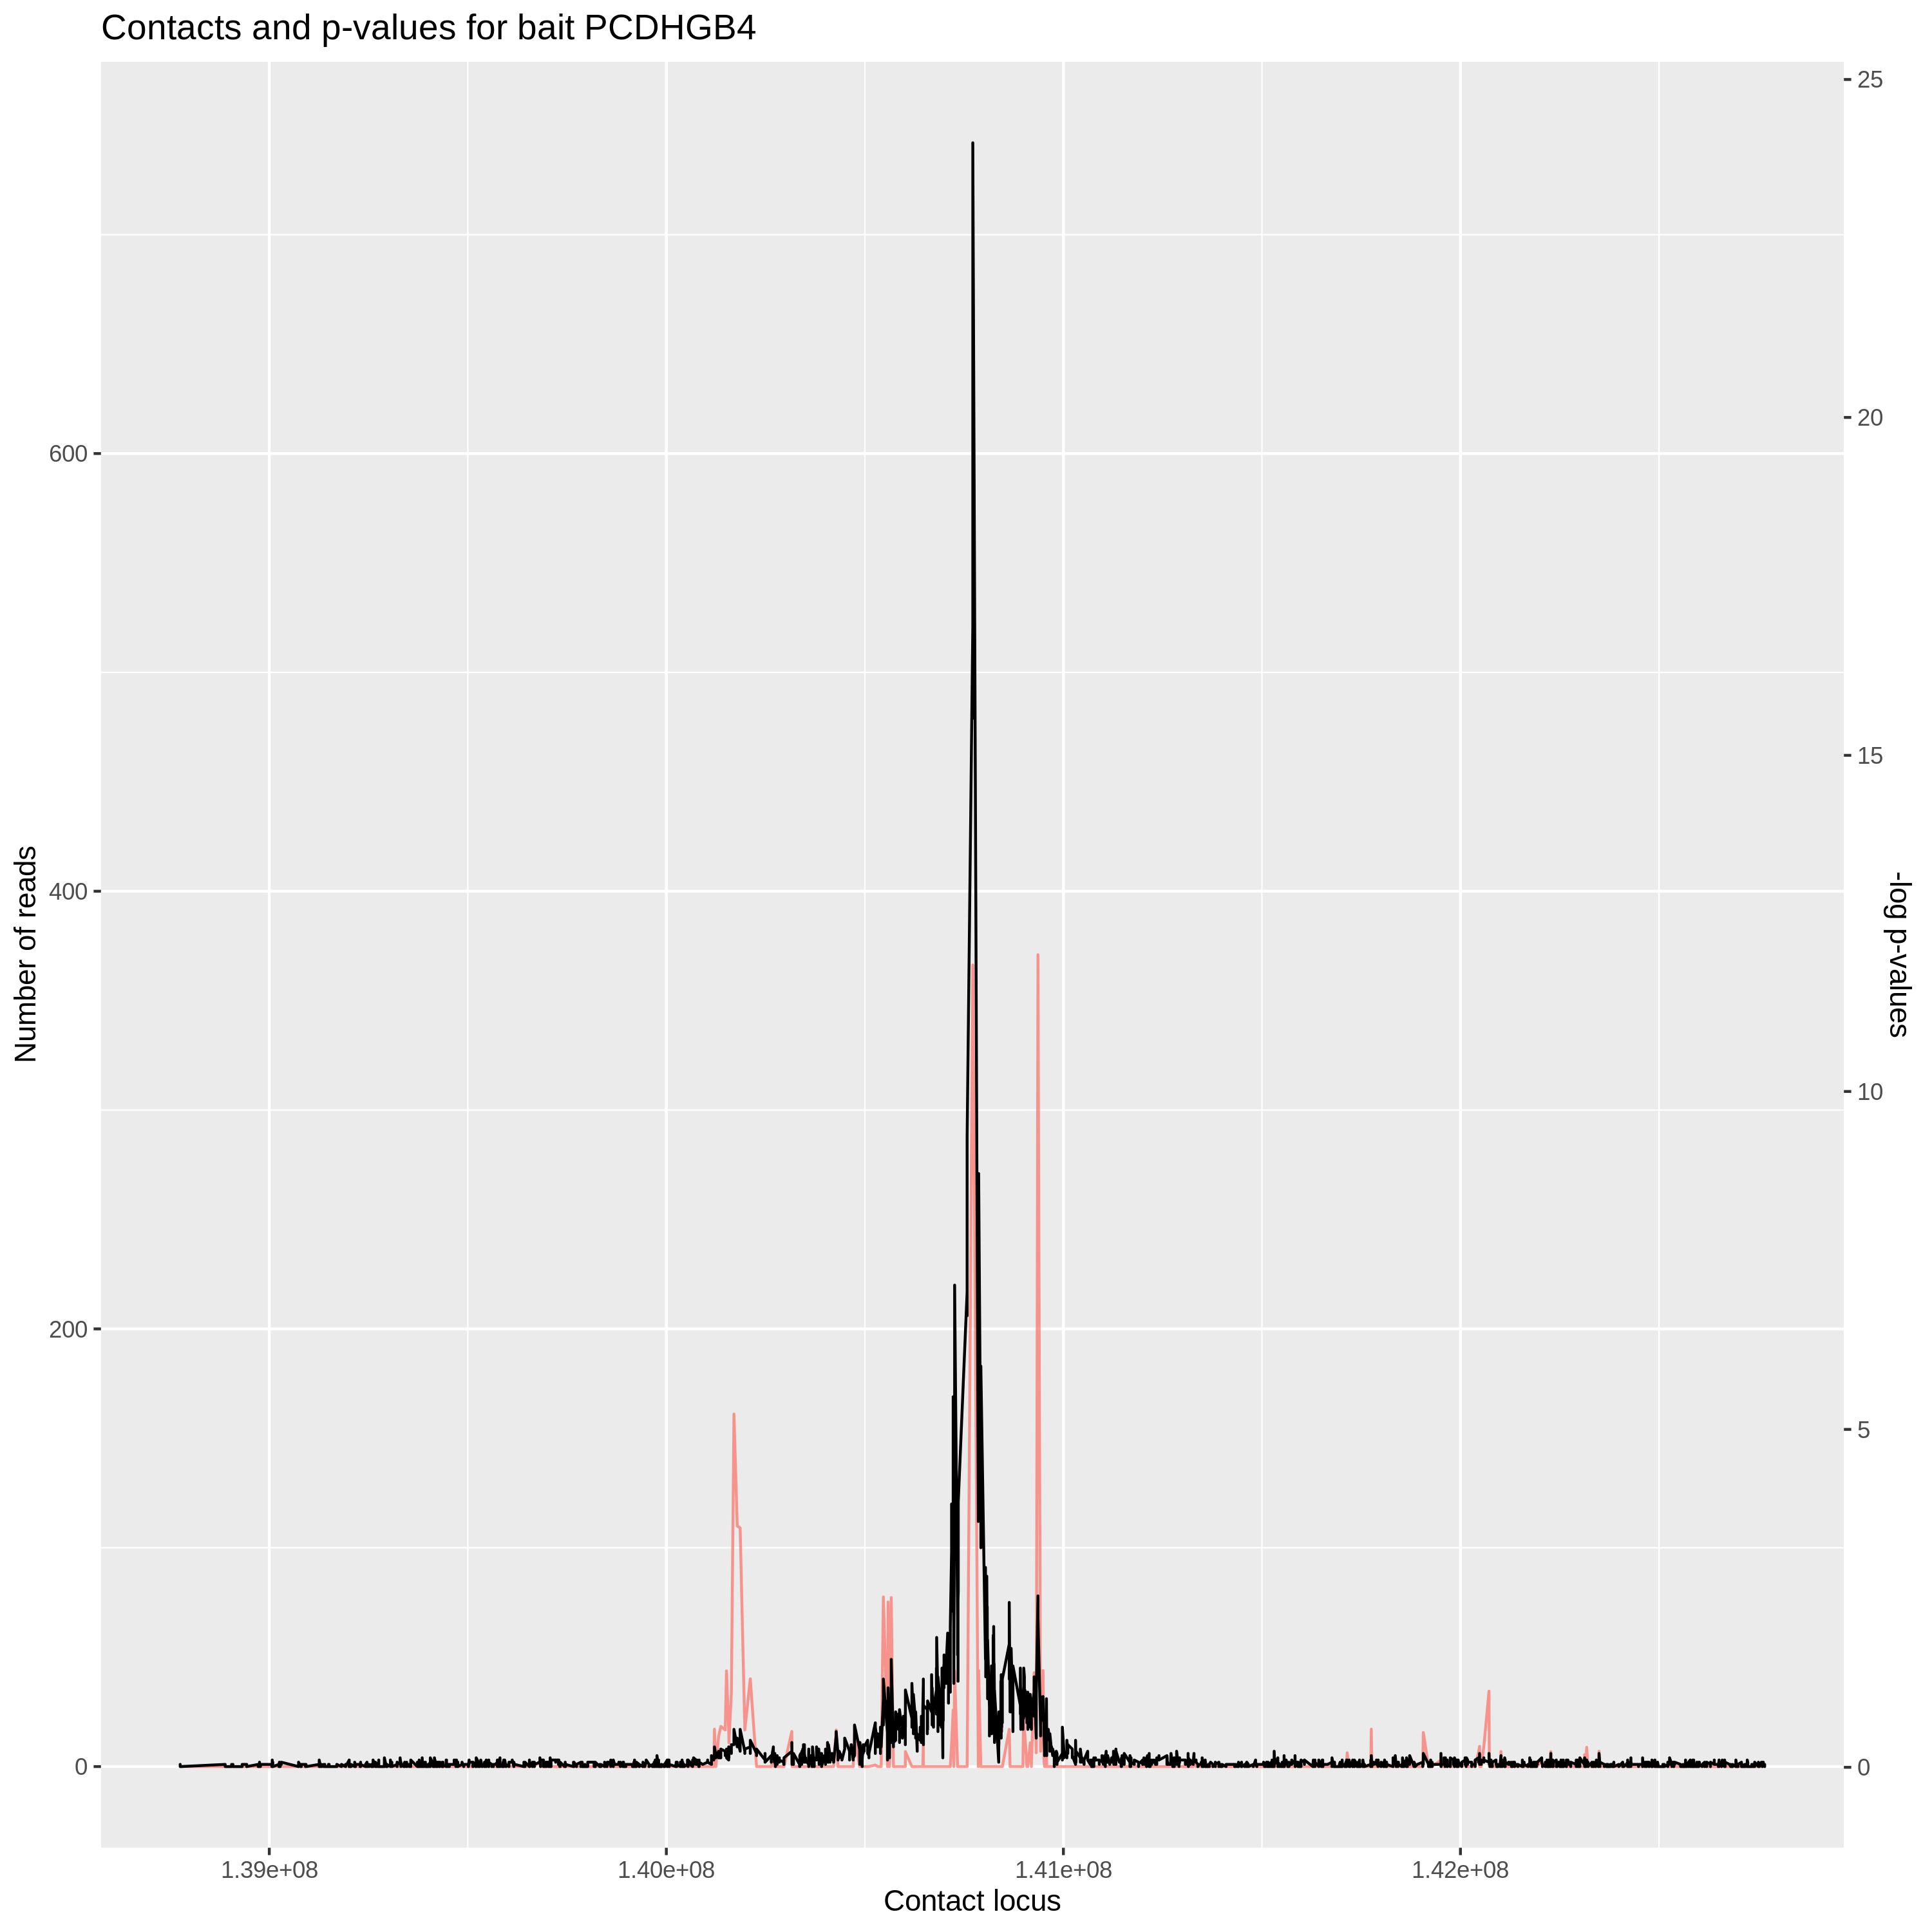 Contacts and p-values for bait PCDHGB4
Number of reads
600
400
200
0
25
20
15
10
5
0
-log p-values
1.39e+08
1.40e+08
1.41e+08
1.42e+08
Contact locus